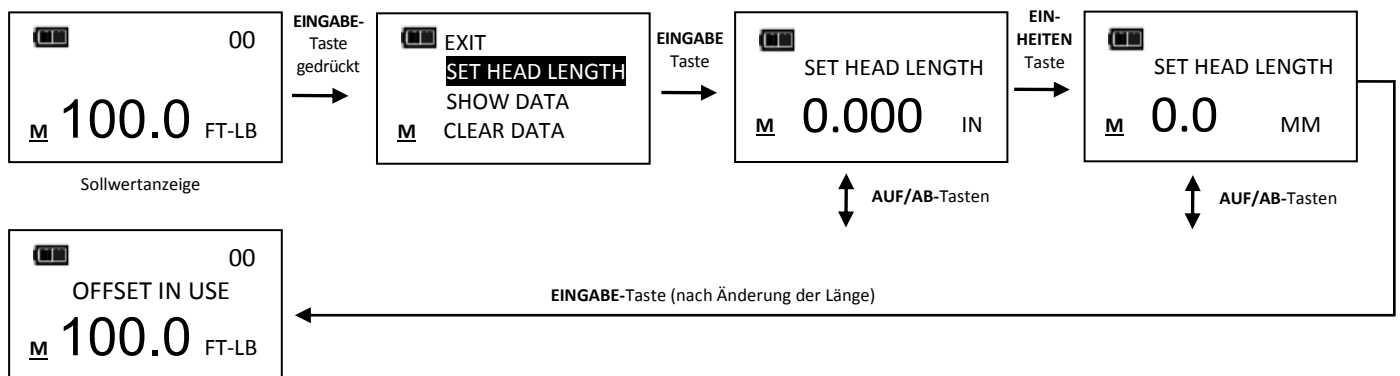 00
M 100.0 FT-LB
Sollwertanzeige
EINGABE-
Taste
gedrückt
EXIT
SET HEAD LENGTH
SHOW DATA
M CLEAR DATA
EINGABE
Taste
SET HEAD LENGTH
M 0.000 IN
AUF/AB-Tasten
EIN-
HEITEN
Taste
SET HEAD LENGTH
M 0.0 MM
AUF/AB-Tasten
EINGABE-Taste (nach Änderung der Länge)
00
OFFSET IN USE
M 100.0 FT-LB